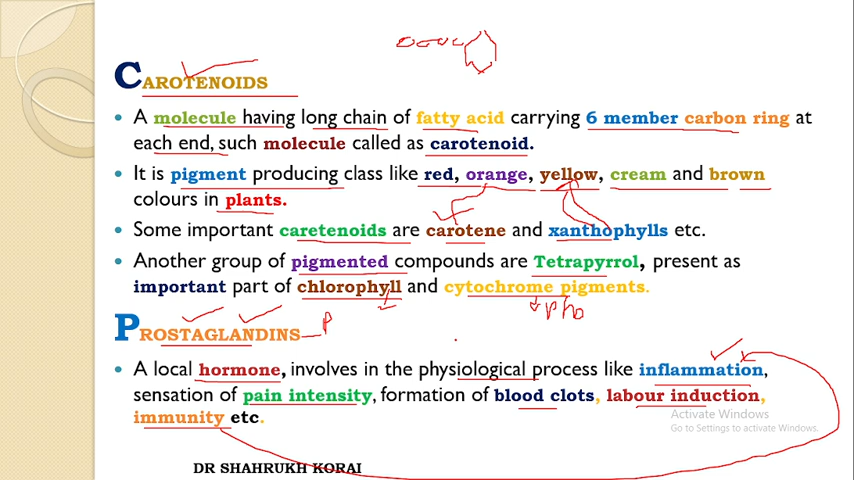 CAROTENOIDS
• A molecule having long chain of fatty acid carrying 6 member carbon ring at
each end, such molecule called as carotenoid.
• It is pigment producing class like red, orange, yellow, cream and brown
colours in plants.
• Some important caretenoids are carotene and xanthophylls etc.
• Another group of pigmented compounds are Tetrapyrrol, present as
important part of chlorophyll and cytochrome pigments.
PROSTAGLANDINS P
pho
• A local hormone, involves in the physiological process like inflammation,
sensation of pain intensity, formation of blood clots, labour induction,
immunity etc.
Activate Windows
Go to Settings to activate Windows.
DR SHAHRUKH KORAI